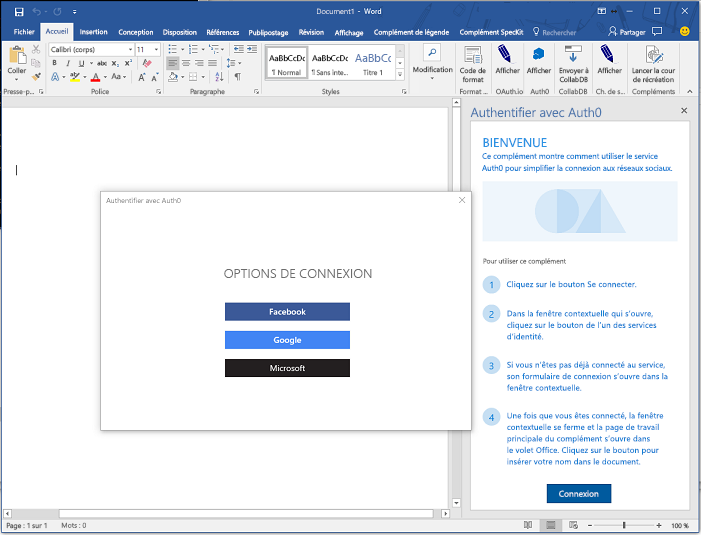 Document1 - Word
Fichier Accueil Insertion Conception Disposition Références Publipostage Révision Affichage Complément de légende Complément SpecKit Rechercher Partager
Coller
Calibri (corps) 11
G I S abc x₂ x²
A Aa A A
AaBbCcDc AaBbCcDc AaBbCcDc
¶ Normal ¶ Sans Inte... Titre 1
Modification
Code de format
Afficher
Afficher
Envoyer à CollabDB
Afficher
Lancer la cour de récréation
Presse-p... Police Paragraphe Styles Format ... OAuth.io Auth0 CollabDB Ch. de s... Compléments
Authentifier avec Auth0
BIENVENUE
Ce complément montre comment utiliser le service
Auth0 pour simplifier la connexion aux réseaux sociaux.
Pour utiliser ce complément
1 Cliquez sur le bouton Se connecter.
2 Dans la fenêtre contextuelle qui s'ouvre,
cliquez sur le bouton de l'un des services
d'identité.
3 Si vous n'êtes pas déjà connecté au service,
son formulaire de connexion s'ouvre dans la
fenêtre contextuelle.
4 Une fois que vous êtes connecté, la fenêtre
contextuelle se ferme et la page de travail
principale du complément s'ouvre dans
le volet Office. Cliquez sur le bouton pour
insérer votre nom dans le document.
Connexion
Authentifier avec Auth0
OPTIONS DE CONNEXION
Facebook
Google
Microsoft
Page : 1 sur 1 Mots : 0 100 %